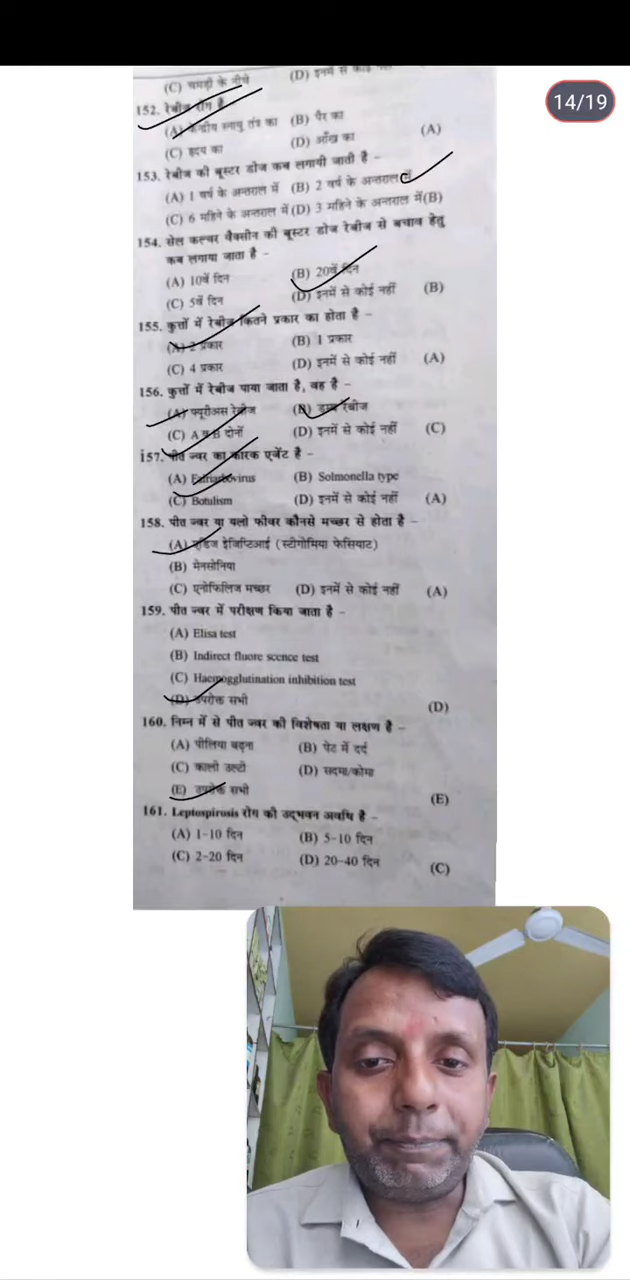 14/19
(C) चमड़ी के नीचे (D) इनमें से कोई
152. रेबीज रोग है -
(A) केन्द्रीय स्नायु तंत्र का (B) पैर का
(C) हृदय का (D) आँख का (A)
153. रेबीज की बूस्टर डोज कब लगायी जाती है -
(A) 1 वर्ष के अन्तराल में (B) 2 वर्ष के अन्तराल में
(C) 6 महिने के अन्तराल में (D) 3 महिने के अन्तराल में (B)
154. सेल कल्चर वैक्सीन की बूस्टर डोज रेबीज से बचाव हेतु
कब लगाया जाता है -
(A) 10वें दिन (B) 20वें दिन
(C) 5वें दिन (D) इनमें से कोई नहीं (B)
155. कुत्तों में रेबीज कितने प्रकार का होता है -
(A) 2 प्रकार (B) 1 प्रकार
(C) 4 प्रकार (D) इनमें से कोई नहीं (A)
156. कुत्तों में रेबीज पाया जाता है, वह है -
(A) फ्यूरीअस रेबीज (B) डम्ब रेबीज
(C) A व B दोनों (D) इनमें से कोई नहीं (C)
157. पीत ज्वर का कारक एजेंट है -
(A) (B) Solmonella type
(C) Botulism (D) इनमें से कोई नहीं (A)
158. पीत ज्वर या यलो फीवर कौनसे मच्छर से होता है -
(A) एडिज इेजिप्टिआई (स्टीगोमिया फेसियाट)
(B) मेनसोनिया
(C) एनोफिलिज मच्छर (D) इनमें से कोई नहीं (A)
159. पीत ज्वर में परीक्षण किया जाता है -
(A) Elisa test
(B) Indirect fluore scence test
(C) Haemogglutination inhibition test
(D) उपरोक्त सभी (D)
160. निम्न में से पीत ज्वर की विशेषता या लक्षण है -
(A) पीलिया बढ़ना (B) पेट में दर्द
(C) काली उल्टी (D) सदमा/कोमा
(E) उपरोक्त सभी (E)
161. Leptospirosis रोग की उद्भवन अवधि है -
(A) 1-10 दिन (B) 5-10 दिन
(C) 2-20 दिन (D) 20-40 दिन (C)